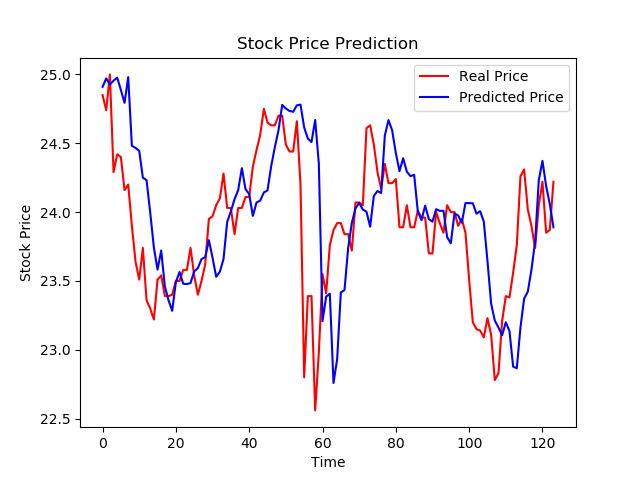 Stock Price Prediction
Real Price
Predicted Price
25.0
24.5
24.0
23.5
23.0
22.5
Stock Price
0 20 40 60 80 100 120
Time